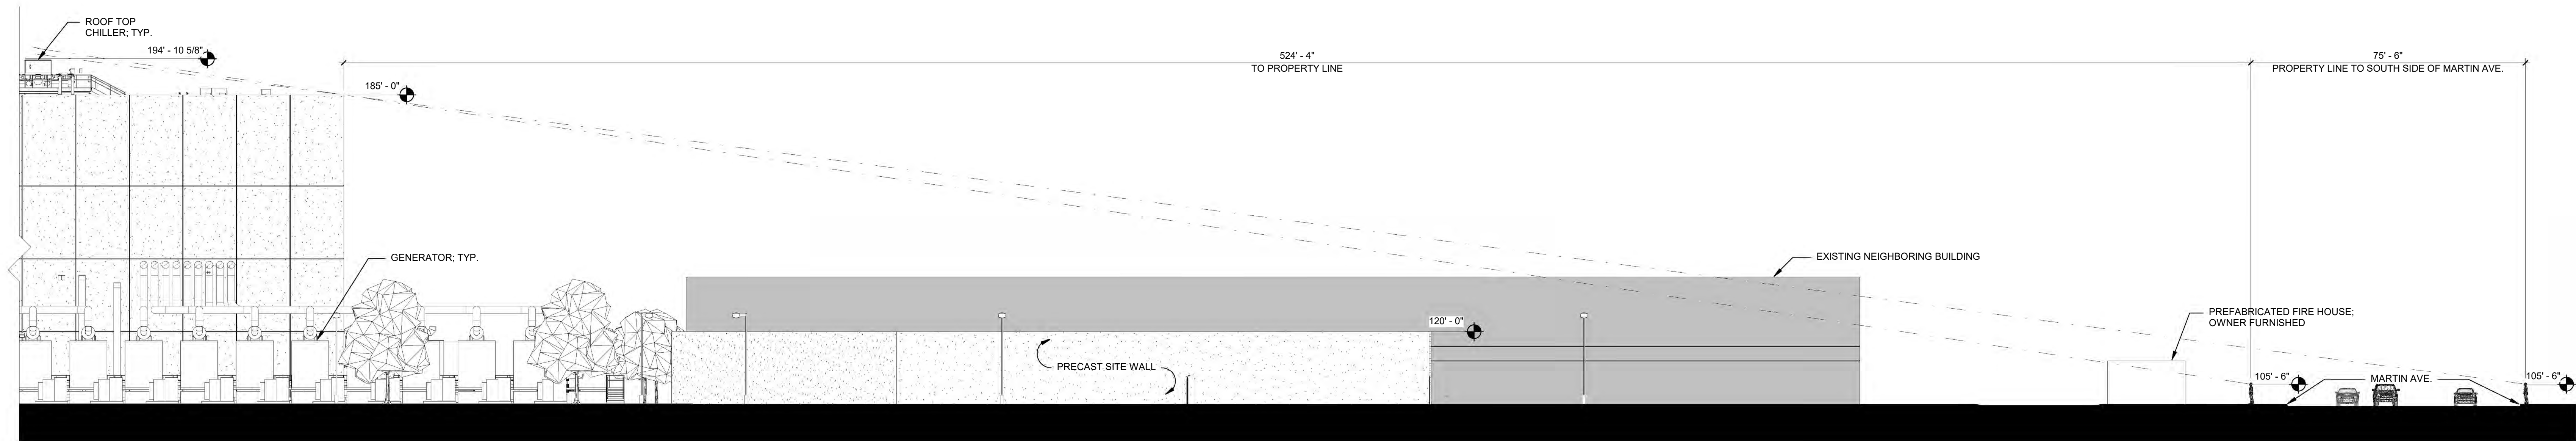 ROOF TOP
CHILLER; TYP.
194' - 10 5/8"
185' - 0"
524' - 4"
TO PROPERTY LINE
75' - 6"
PROPERTY LINE TO SOUTH SIDE OF MARTIN AVE.
GENERATOR; TYP.
EXISTING NEIGHBORING BUILDING
PREFABRICATED FIRE HOUSE;
OWNER FURNISHED
120' - 0"
PRECAST SITE WALL
105' - 6"
MARTIN AVE.
105' - 6"